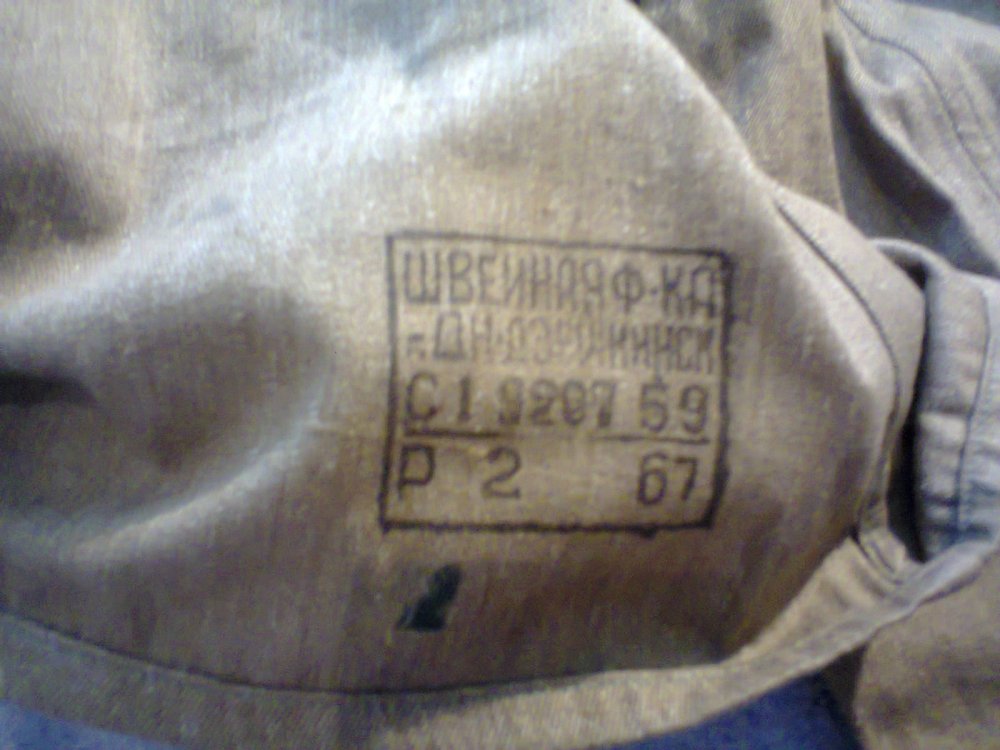 ШВЕЙНАЯ Ф-КА
г. ДН-ДЗЕРЖИНСК
С 1 9207 59
Р 2 67